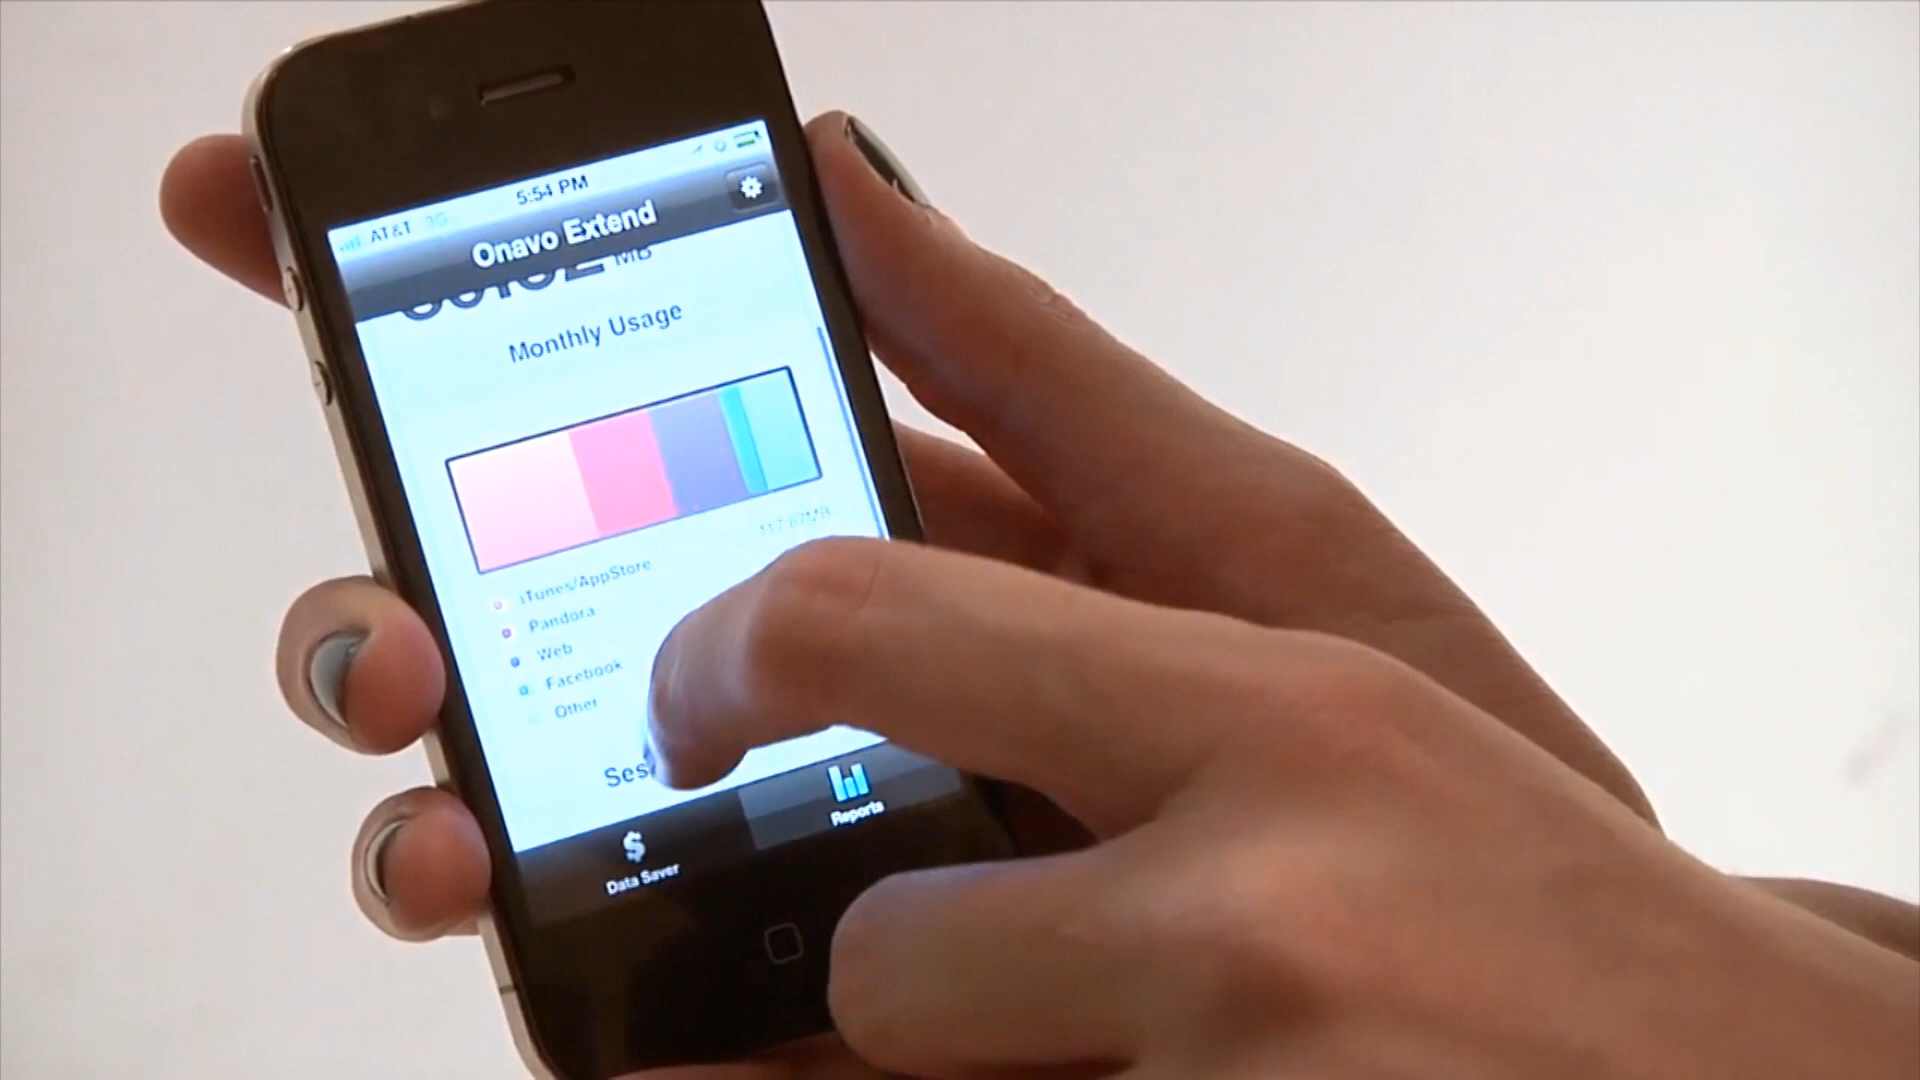 AT&T 3G 5:54 PM
Onavo Extend
MB
Monthly Usage
iTunes/AppStore
Pandora
Web
Facebook
Other
$
Data Saver
Reports